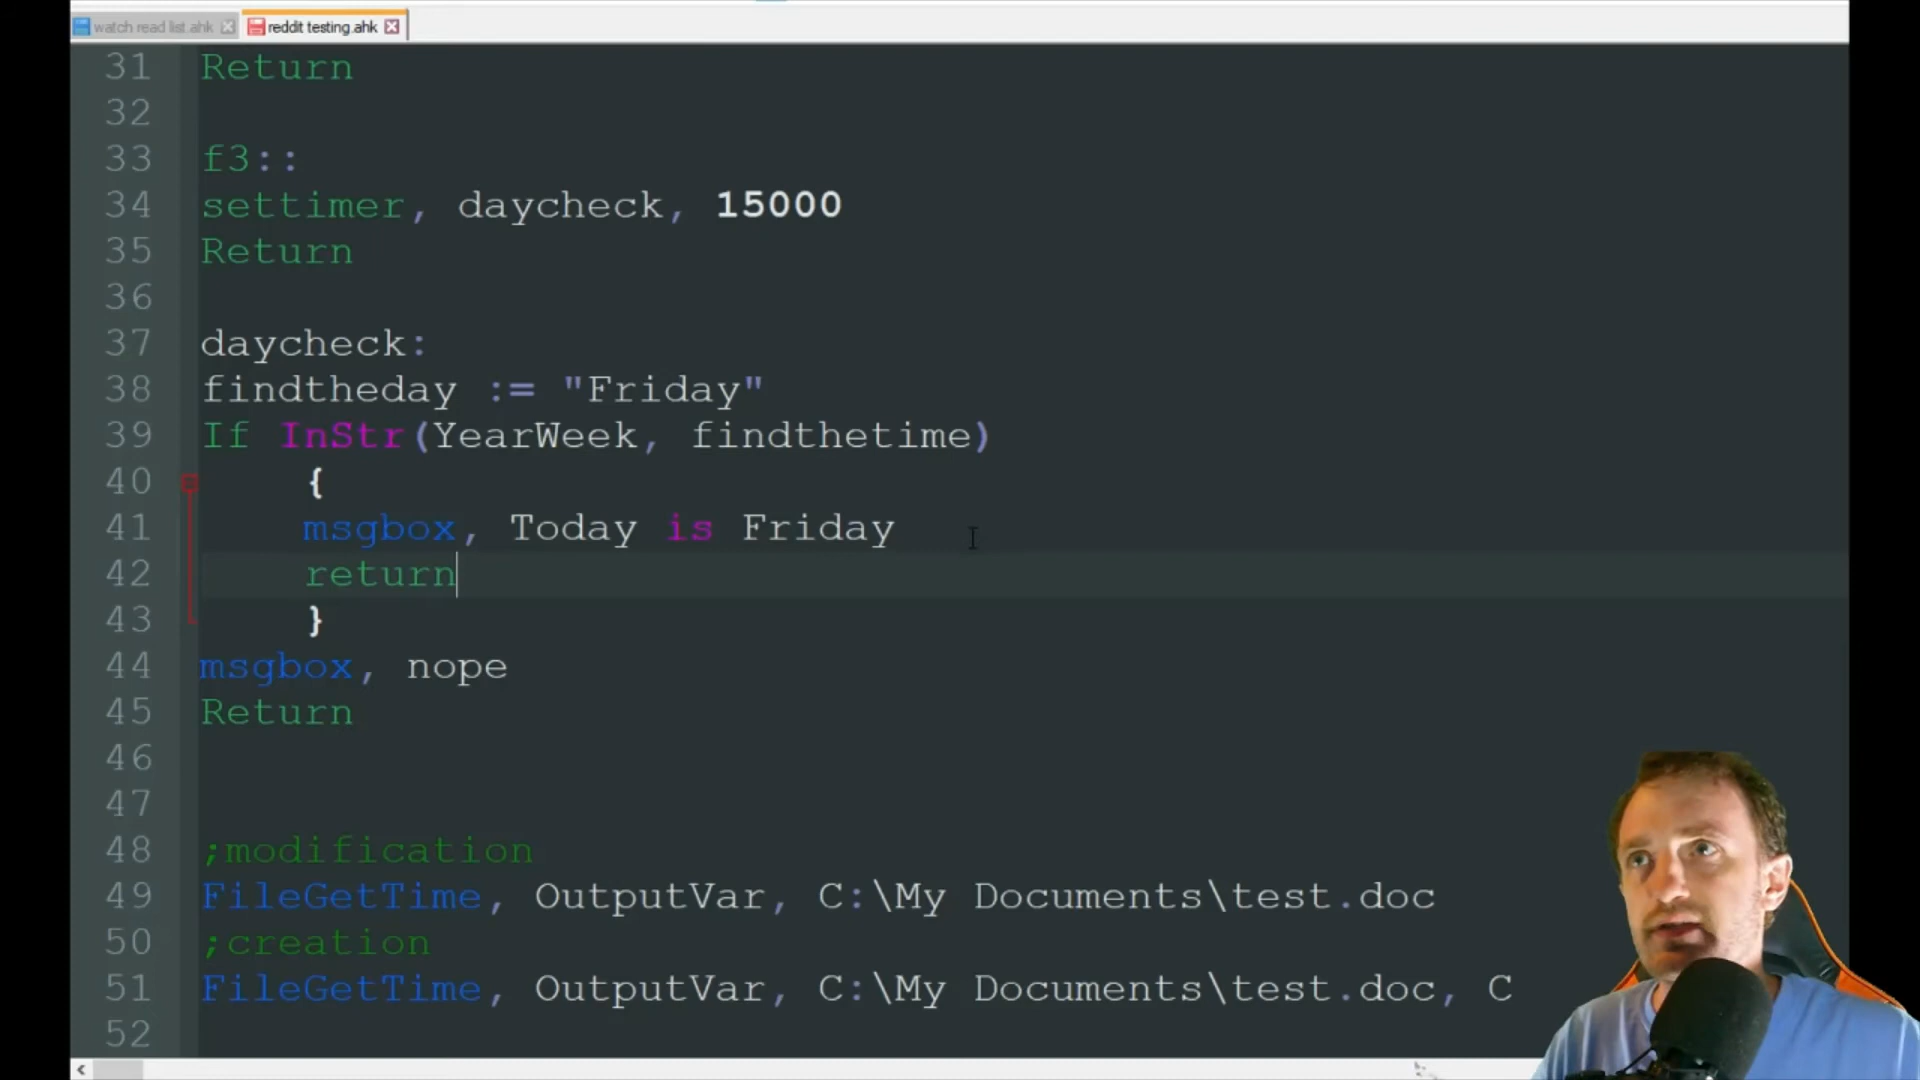 watch read list.ahk
reddit testing.ahk
31 Return
32
33 f3::
34 settimer, daycheck, 15000
35 Return
36
37 daycheck:
38 findtheday := "Friday"
39 If InStr(YearWeek, findthetime)
40 {
41 msgbox, Today is Friday
42 return
43 }
44 msgbox, nope
45 Return
46
47
48 ;modification
49 FileGetTime, OutputVar, C:\My Documents\test.doc
50 ;creation
51 FileGetTime, OutputVar, C:\My Documents\test.doc, C
52